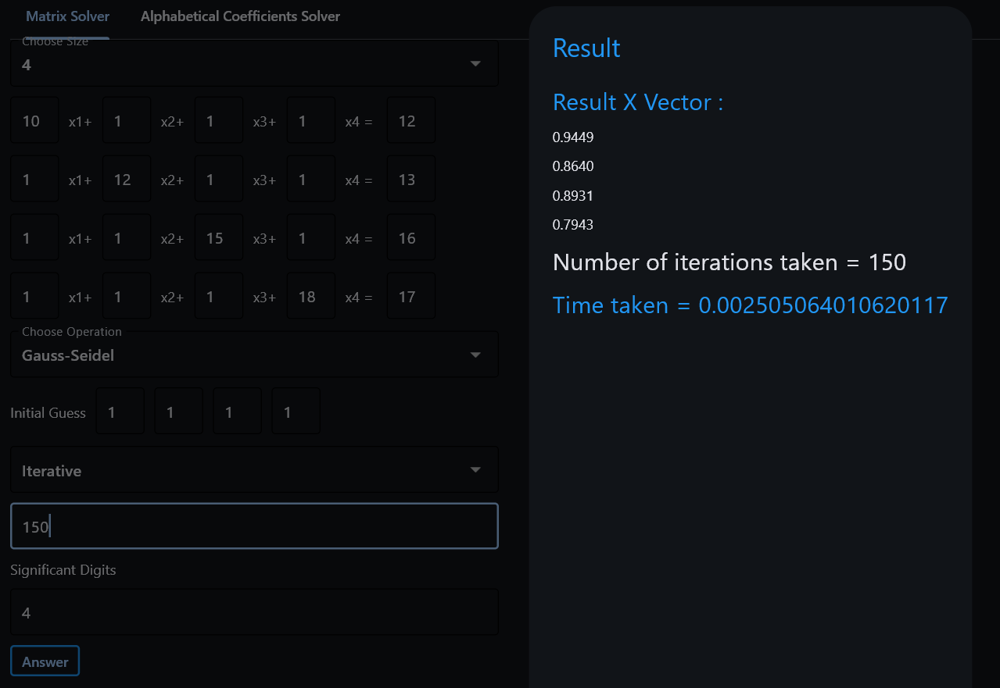 Matrix Solver Alphabetical Coefficients Solver
Choose Size
4
10 x1+ 1 x2+ 1 x3+ 1 x4 = 12
1 x1+ 12 x2+ 1 x3+ 1 x4 = 13
1 x1+ 1 x2+ 15 x3+ 1 x4 = 16
1 x1+ 1 x2+ 1 x3+ 18 x4 = 17
Choose Operation
Gauss-Seidel
Initial Guess 1 1 1 1
Iterative
150
Significant Digits
4
Answer
Result
Result X Vector :
0.9449
0.8640
0.8931
0.7943
Number of iterations taken = 150
Time taken = 0.002505064010620117